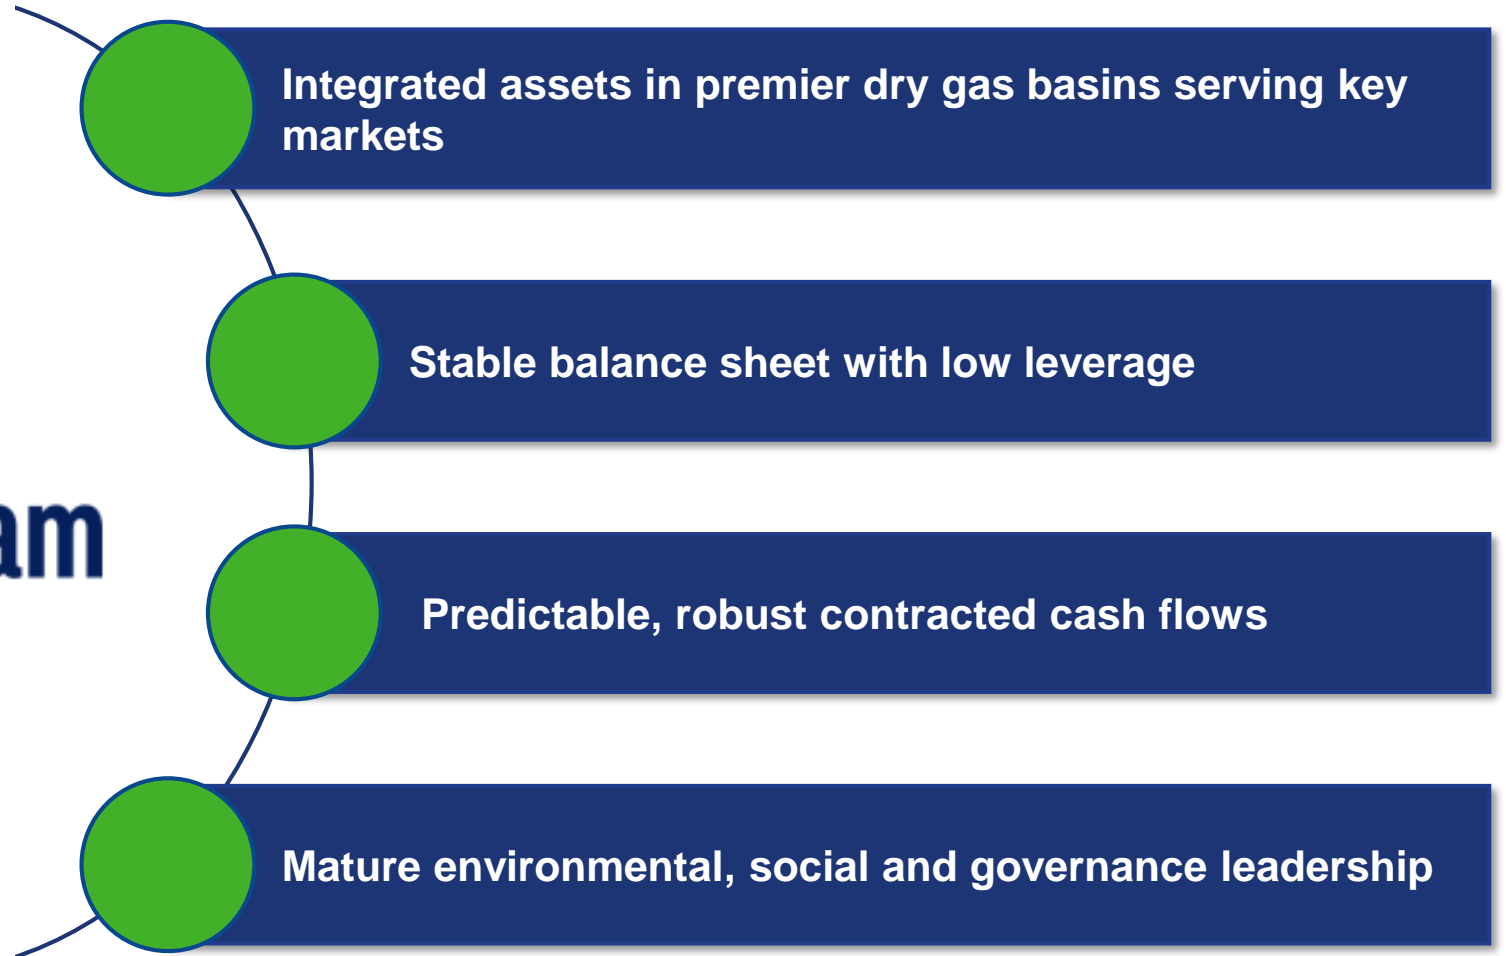 Integrated assets in premier dry gas basins serving key
markets
Stable balance sheet with low leverage
am
Predictable, robust contracted cash flows
Mature environmental, social and governance leadership